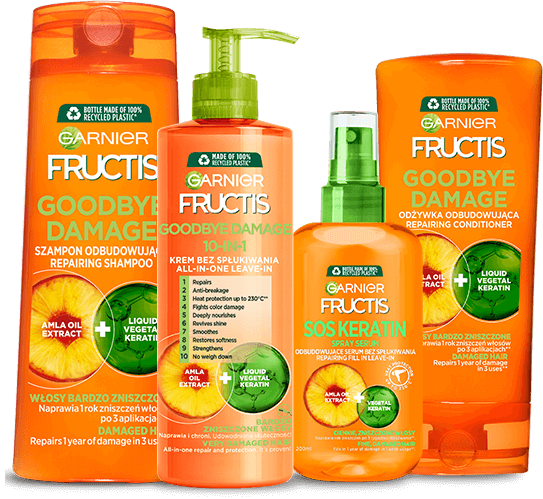 BOTTLE MADE OF 100%
RECYCLED PLASTIC*
GARNIER
FRUCTIS
GOODBYE
DAMAGE
SZAMPON ODBUDOWUJĄCY
REPAIRING SHAMPOO
AMLA OIL
EXTRACT
+
LIQUID
VEGETAL
KERATIN
WŁOSY BARDZO ZNISZCZONE
Naprawia 1 rok zniszczeń włosów
po 3 aplikacjach*
DAMAGED HAIR
Repairs 1 year of damage in 3 uses
MADE OF 100%
RECYCLED PLASTIC*
GARNIER
FRUCTIS
GOODBYE DAMAGE
10-IN-1
KREM BEZ SPŁUKIWANIA
ALL-IN-ONE LEAVE-IN
1 Repairs
2 Anti-breakage
3 Heat protection up to 230°C**
4 Fights color damage
5 Deeply nourishes
6 Revives shine
7 Smoothes
8 Restores softness
9 Strengthens
10 No weigh down
AMLA OIL
EXTRACT
+
LIQUID
VEGETAL
KERATIN
BARDZO
ZNISZCZONE WŁOSY
Naprawia i chroni.
VERY DAMAGED HAIR
All-in-one repair and
GARNIER
FRUCTIS
SOS KERATIN
SPRAY SERUM
ODBUDOWUJĄCE SERUM BEZ SPŁUKIWANIA
REPAIRING FILL IN LEAVE-IN
AMLA OIL
EXTRACT
+
VEGETAL
KERATIN
BOTTLE MADE OF 100%
RECYCLED PLASTIC*
GARNIER
FRUCTIS
GOODBYE
DAMAGE
ODŻYWKA ODBUDOWUJĄCA
REPAIRING CONDITIONER
AMLA OIL
EXTRACT
+
LIQUID
VEGETAL
KERATIN
WŁOSY BARDZO ZNISZCZONE
Naprawia 1 rok zniszczeń włosów
po 3 aplikacjach*
DAMAGED HAIR
Repairs 1 year of damage
in 3 uses**